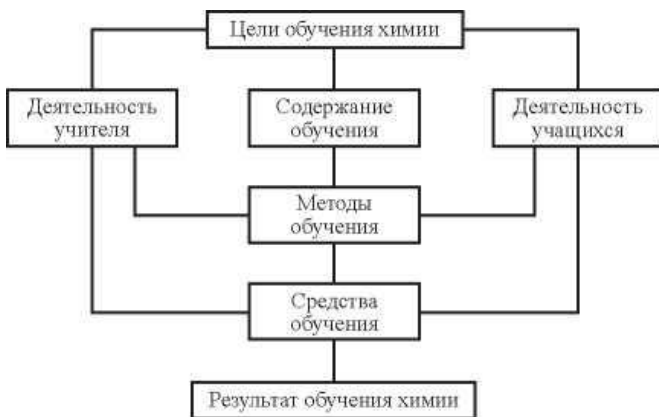 Цели обучения химии
Деятельность
учителя
Содержание
обучения
Деятельность
учащихся
Методы
обучения
Средства
обучения
Результат обучения химии